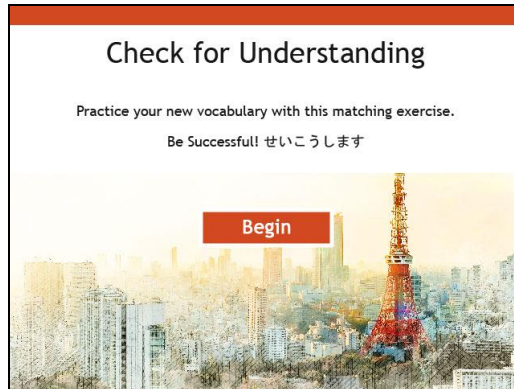 Check for Understanding
Practice your new vocabulary with this matching exercise.
Be Successful! せいこうします
Begin